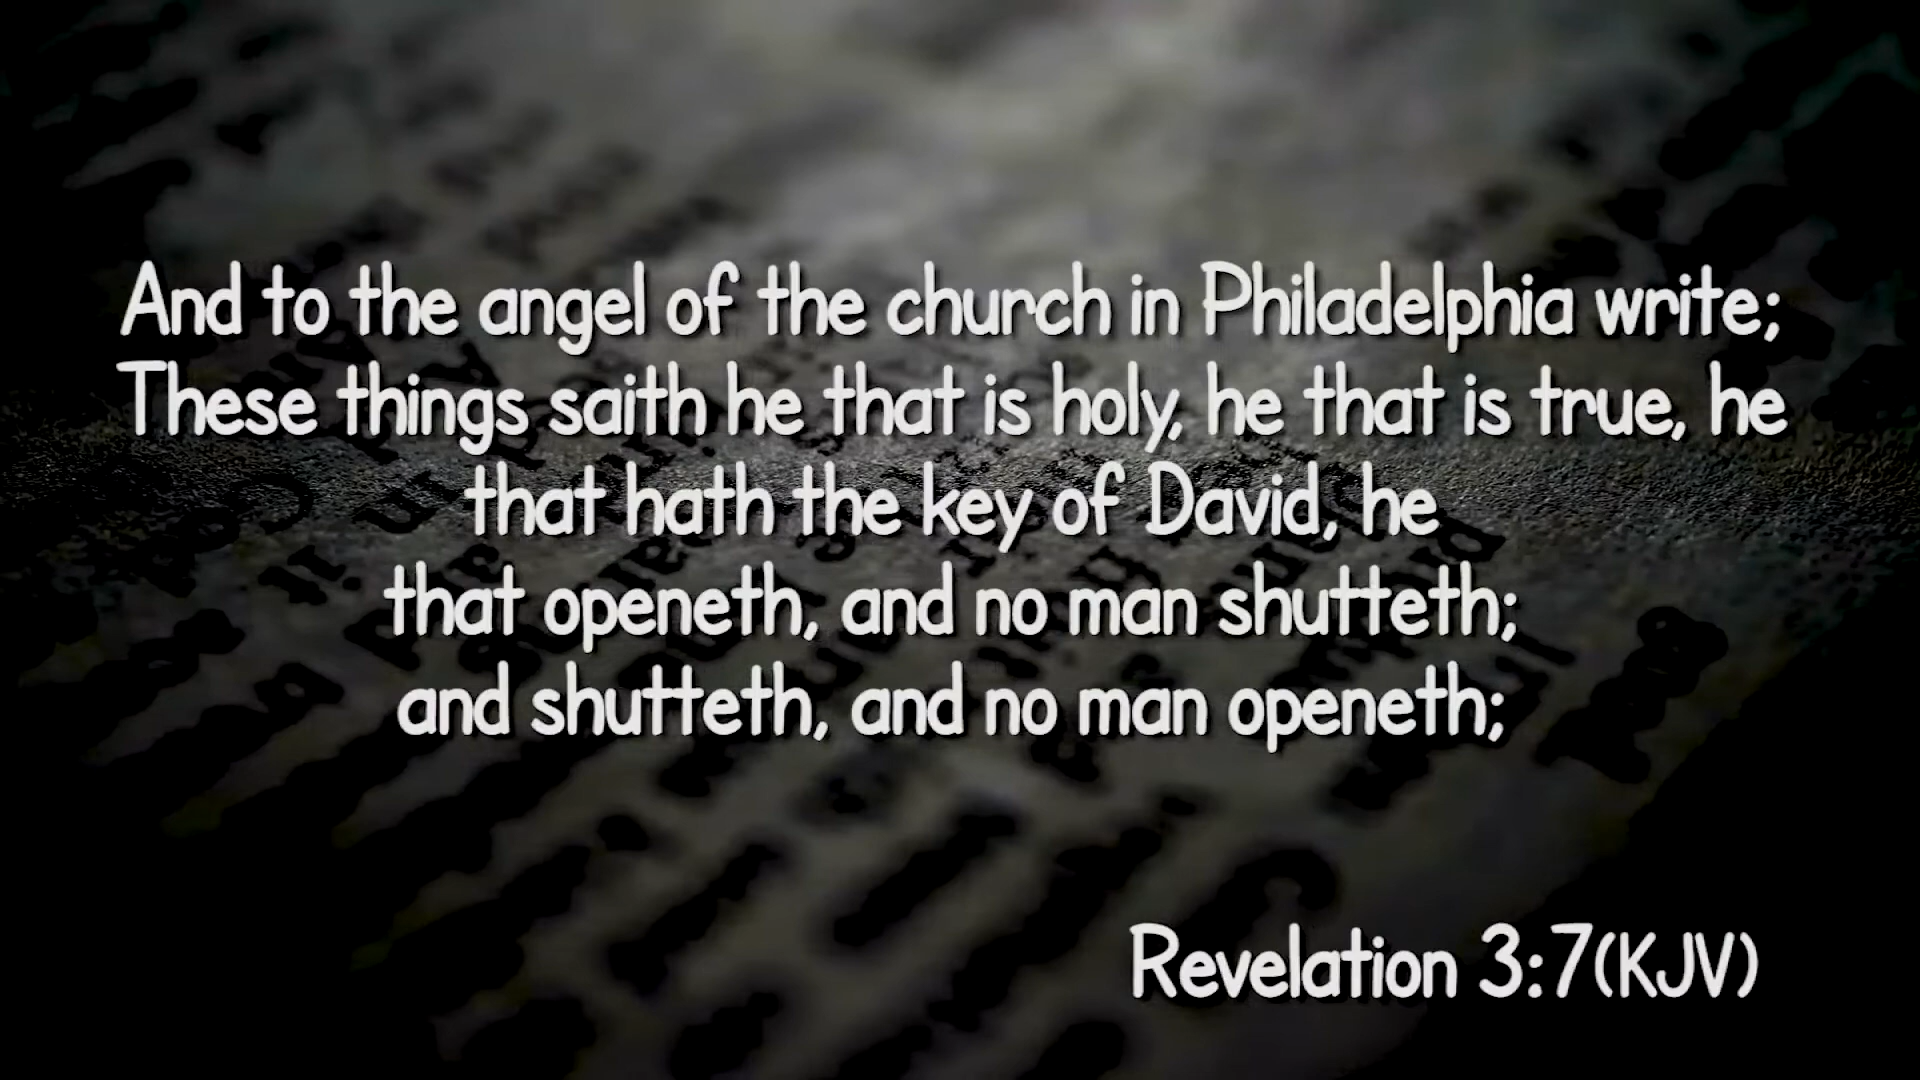 And to the angel of the church in Philadelphia write;
These things saith he that is holy, he that is true, he
that hath the key of David, he
that openeth, and no man shutteth;
and shutteth, and no man openeth;
Revelation 3:7(KJV)